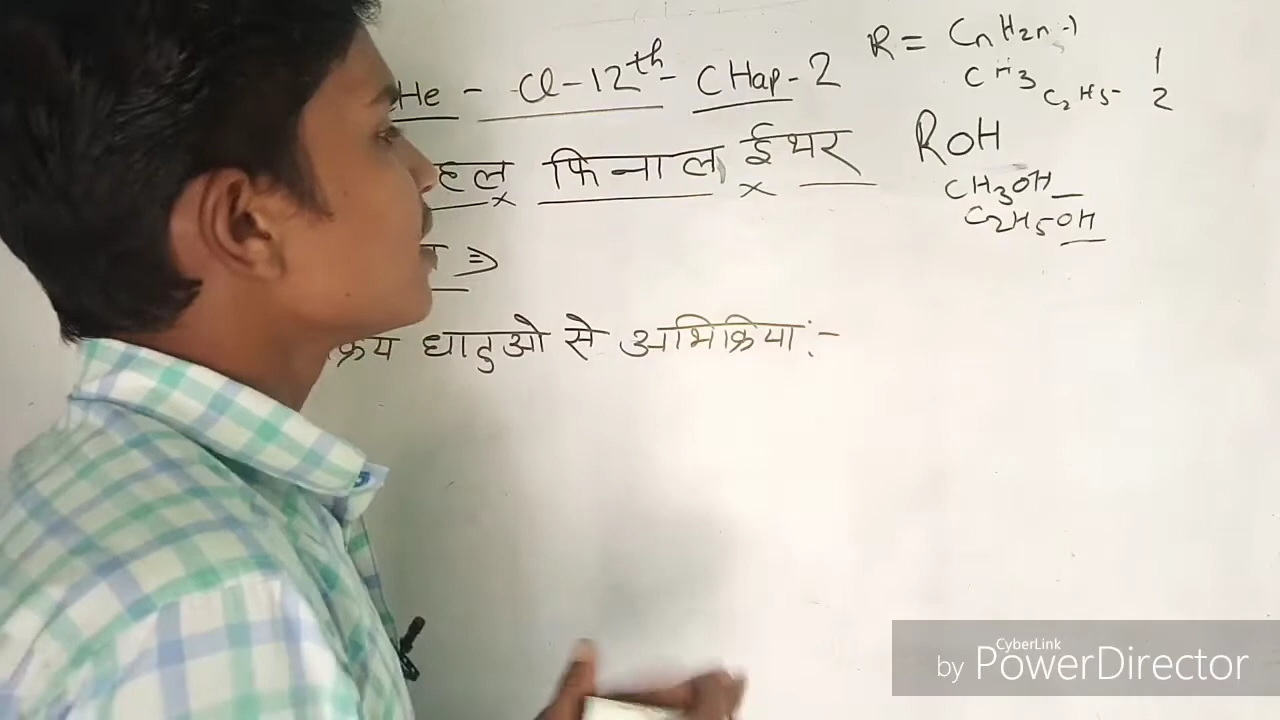 He - Cl-12th- CHap-2
R = CnH2n-1
CH3
C2H5-
1
2
हल फिनाल, ईथर
ROH
CH3OH
C2H5OH
⇒
क्रिय धातुओ से अभिक्रिया:-
CyberLink
by PowerDirector